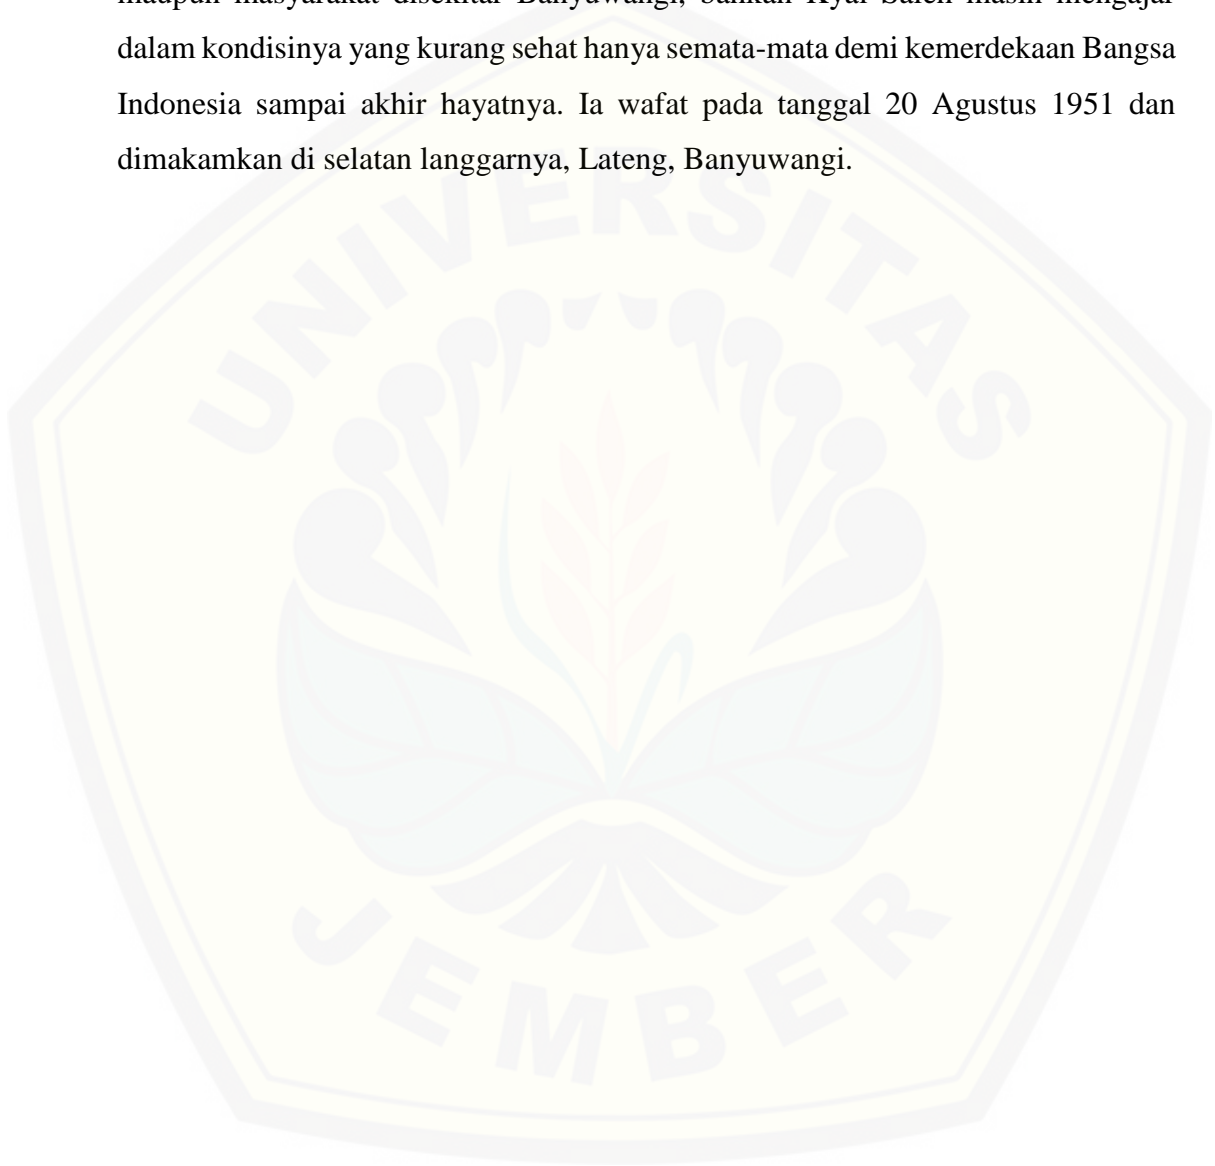 maupun masyarakat disekitar Banyuwangi, bahkan Kyai Saleh masih mengajar
dalam kondisinya yang kurang sehat hanya semata-mata demi kemerdekaan Bangsa
Indonesia sampai akhir hayatnya. Ia wafat pada tanggal 20 Agustus 1951 dan
dimakamkan di selatan langgarnya, Lateng, Banyuwangi.
UNIVERSITAS
JEMBER